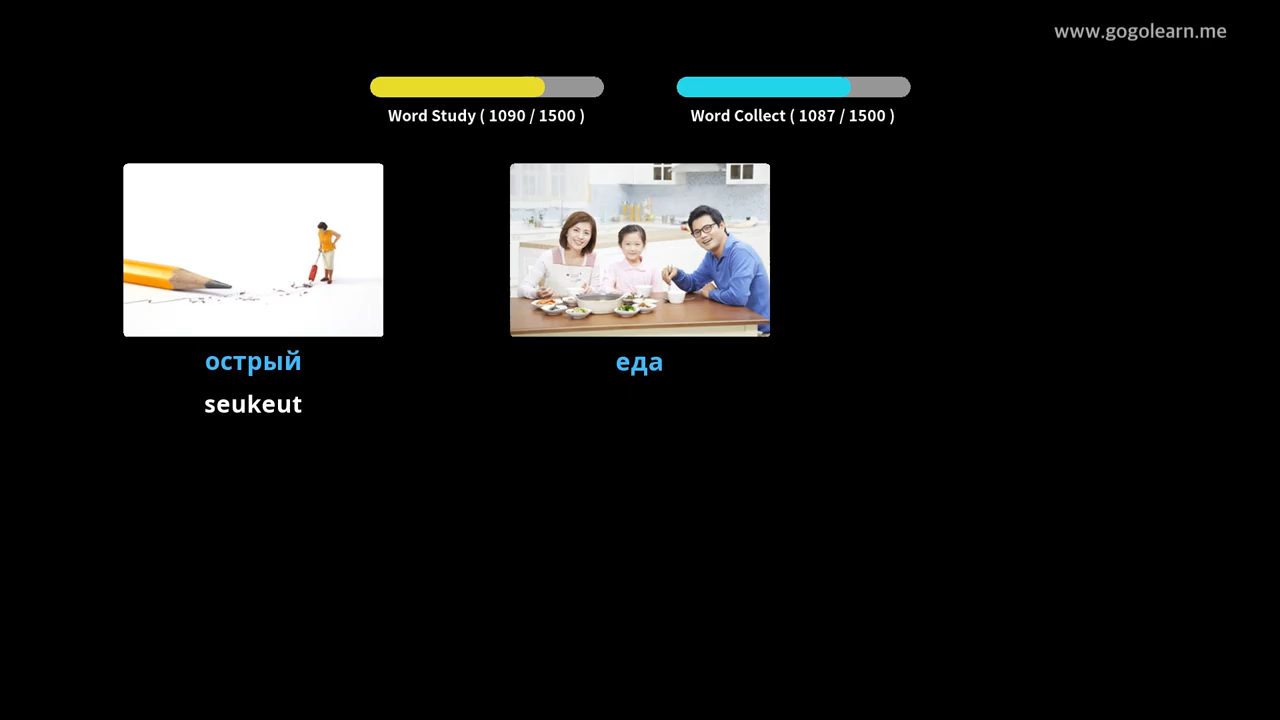 www.gogolearn.me
Word Study ( 1090 / 1500 )
Word Collect ( 1087 / 1500 )
острый
еда
seukeut